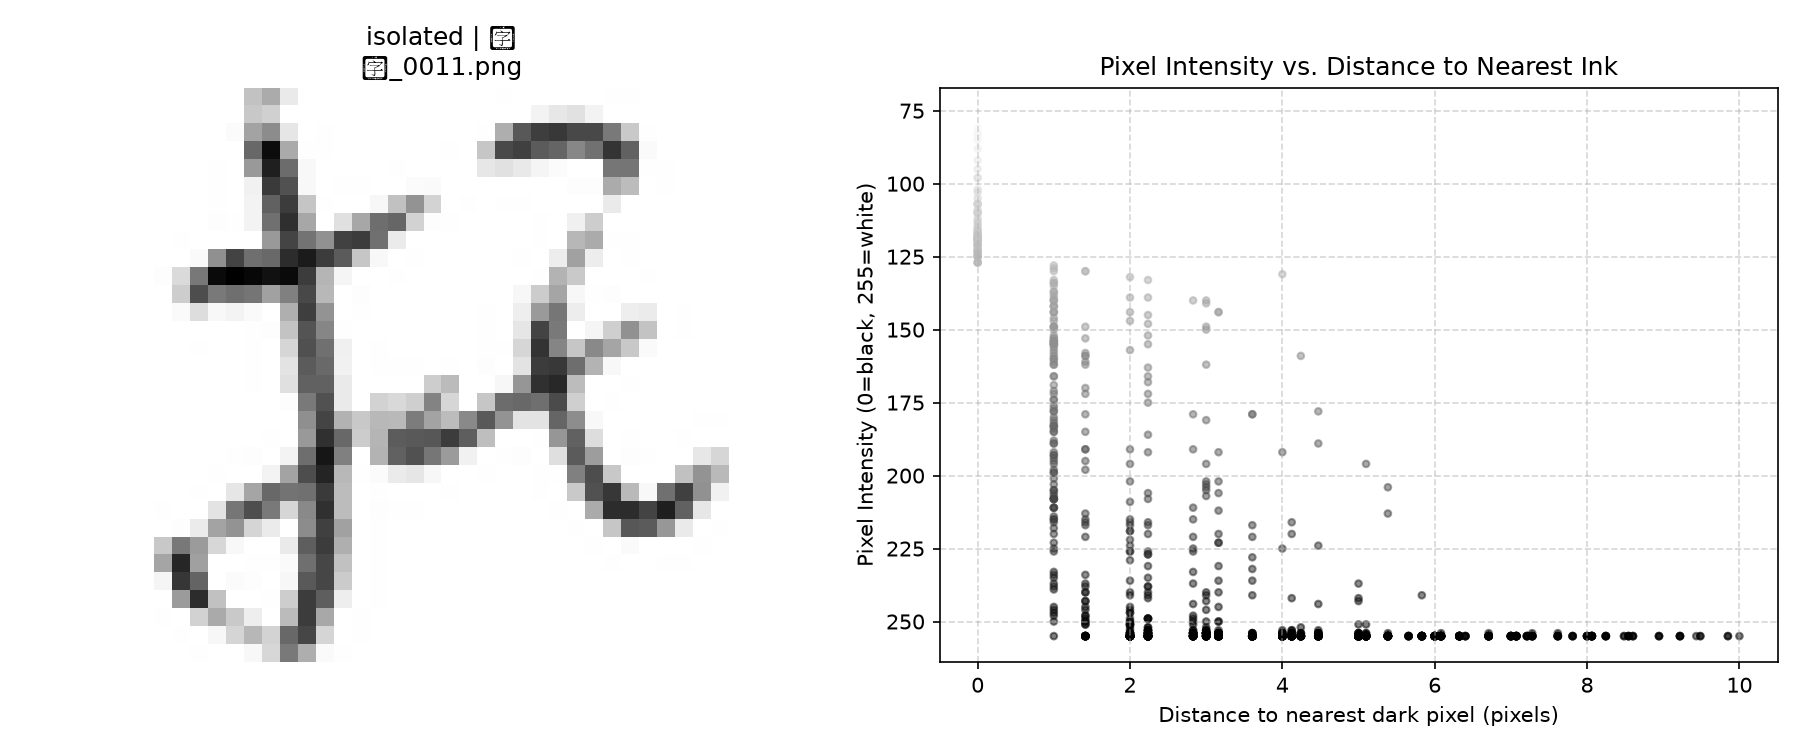 isolated |
_0011.png
Pixel Intensity vs. Distance to Nearest Ink
75
100
125
150
175
200
225
250
Pixel Intensity (0=black, 255=white)
0 2 4 6 8 10
Distance to nearest dark pixel (pixels)